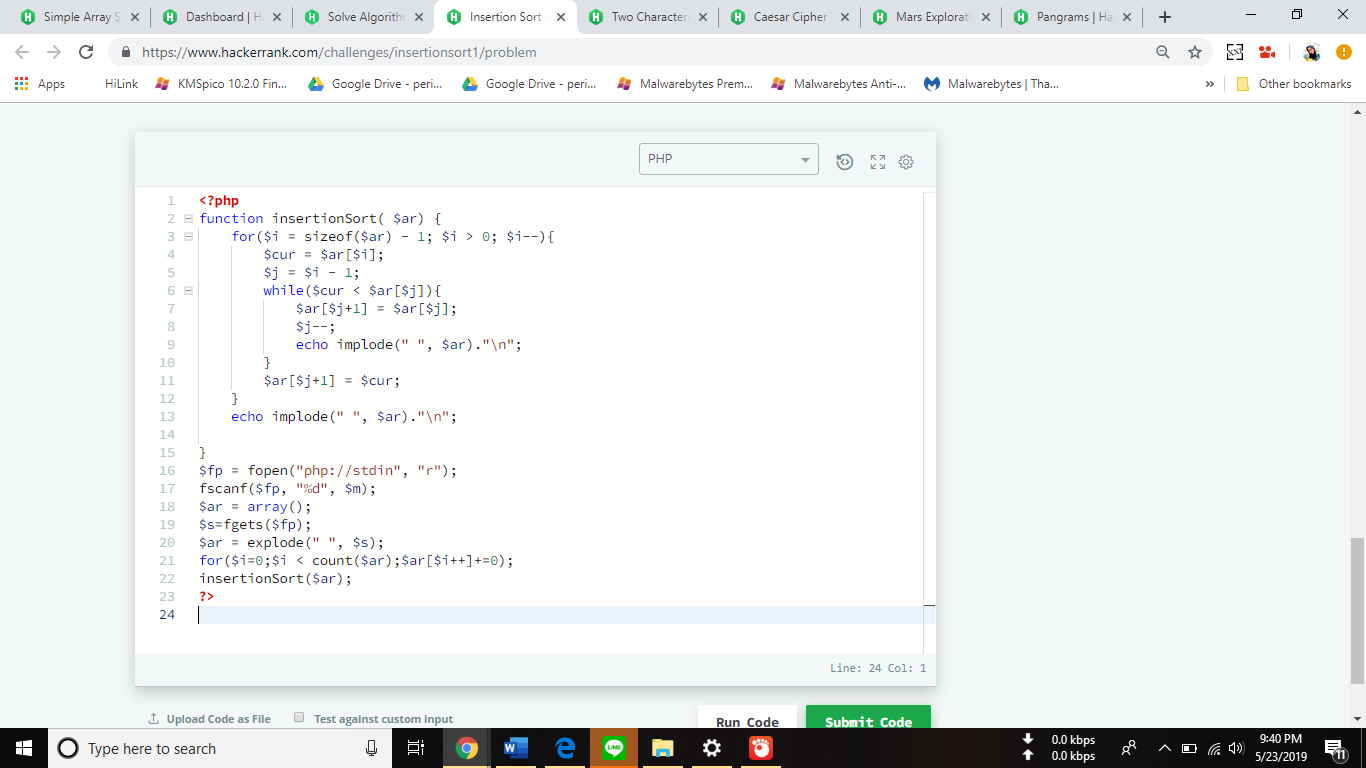 Simple Array S
Dashboard | H
Solve Algorith
Insertion Sort -
Two Character
Caesar Cipher
Mars Explorati
Pangrams | Ha
https://www.hackerrank.com/challenges/insertionsort1/problem
Apps
HiLink
KMSpico 10.2.0 Fin...
Google Drive - peri...
Google Drive - peri...
Malwarebytes Prem...
Malwarebytes Anti-...
Malwarebytes | Tha...
»
Other bookmarks
PHP
1 <?php
2 function insertionSort( $ar) {
3 for($i = sizeof($ar) - 1; $i > 0; $i--){
4 $cur = $ar[$i];
5 $j = $i - 1;
6 while($cur < $ar[$j]){
7 $ar[$j+1] = $ar[$j];
8 $j--;
9 echo implode(" ", $ar)."\n";
10 }
11 $ar[$j+1] = $cur;
12 }
13 echo implode(" ", $ar)."\n";
14
15 }
16 $fp = fopen("php://stdin", "r");
17 fscanf($fp, "%d", $m);
18 $ar = array();
19 $s=fgets($fp);
20 $ar = explode(" ", $s);
21 for($i=0;$i < count($ar);$ar[$i++]+=0);
22 insertionSort($ar);
23 ?>
24
Line: 24 Col: 1
Upload Code as File
Test against custom input
Run Code
Submit Code
Type here to search
0.0 kbps
0.0 kbps
9:40 PM
5/23/2019
11